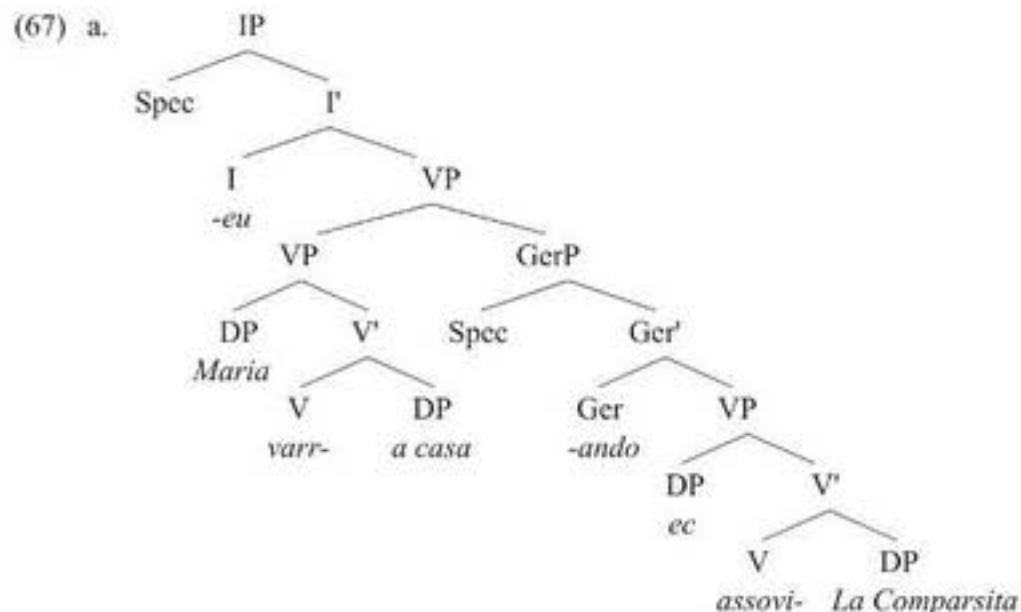 (67) a. IP
Spec I'
I VP
-eu
VP GerP
DP V' Spec Ger'
Maria
V DP Ger VP
varr- a casa -ando
DP V'
ec
V DP
assovi- La Comparsita